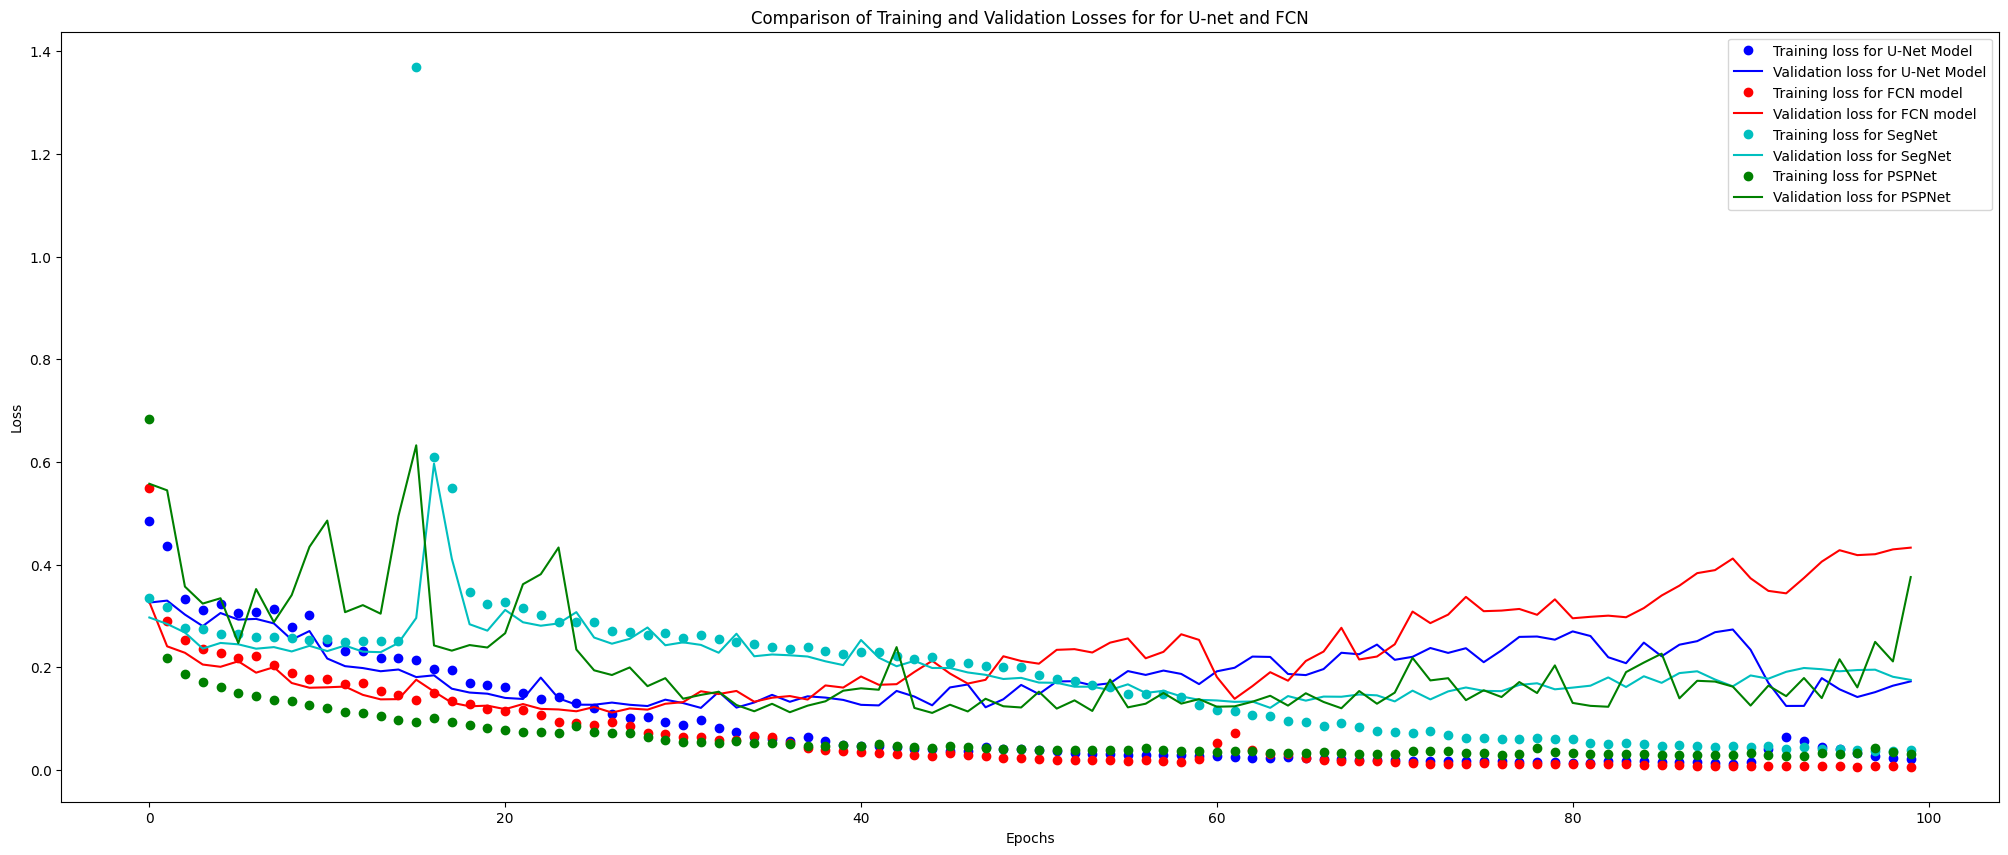 Comparison of Training and Validation Losses for for U-net and FCN
Training loss for U-Net Model
Validation loss for U-Net Model
Training loss for FCN model
Validation loss for FCN model
Training loss for SegNet
Validation loss for SegNet
Training loss for PSPNet
Validation loss for PSPNet
Loss
1.4
1.2
1.0
0.8
0.6
0.4
0.2
0.0
0 20 40 60 80 100
Epochs